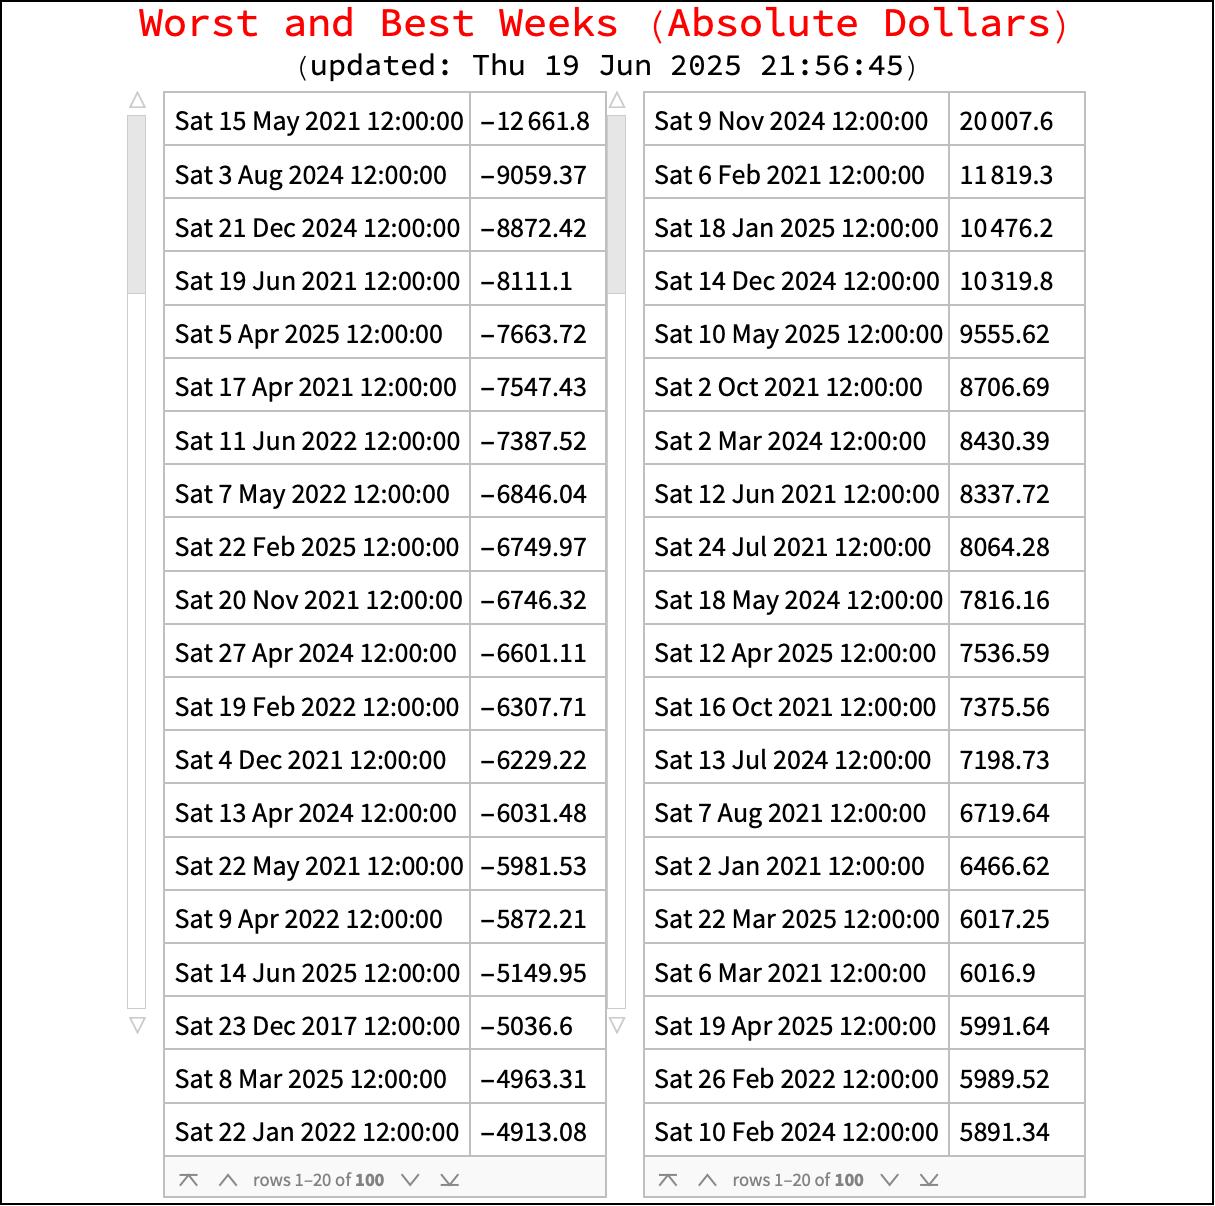 Worst and Best Weeks (Absolute Dollars)
(updated: Thu 19 Jun 2025 21:56:45)
Sat 15 May 2021 12:00:00 −12 661.8 Sat 9 Nov 2024 12:00:00 20 007.6
Sat 3 Aug 2024 12:00:00 −9059.37 Sat 6 Feb 2021 12:00:00 11 819.3
Sat 21 Dec 2024 12:00:00 −8872.42 Sat 18 Jan 2025 12:00:00 10 476.2
Sat 19 Jun 2021 12:00:00 −8111.1 Sat 14 Dec 2024 12:00:00 10 319.8
Sat 5 Apr 2025 12:00:00 −7663.72 Sat 10 May 2025 12:00:00 9555.62
Sat 17 Apr 2021 12:00:00 −7547.43 Sat 2 Oct 2021 12:00:00 8706.69
Sat 11 Jun 2022 12:00:00 −7387.52 Sat 2 Mar 2024 12:00:00 8430.39
Sat 7 May 2022 12:00:00 −6846.04 Sat 12 Jun 2021 12:00:00 8337.72
Sat 22 Feb 2025 12:00:00 −6749.97 Sat 24 Jul 2021 12:00:00 8064.28
Sat 20 Nov 2021 12:00:00 −6746.32 Sat 18 May 2024 12:00:00 7816.16
Sat 27 Apr 2024 12:00:00 −6601.11 Sat 12 Apr 2025 12:00:00 7536.59
Sat 19 Feb 2022 12:00:00 −6307.71 Sat 16 Oct 2021 12:00:00 7375.56
Sat 4 Dec 2021 12:00:00 −6229.22 Sat 13 Jul 2024 12:00:00 7198.73
Sat 13 Apr 2024 12:00:00 −6031.48 Sat 7 Aug 2021 12:00:00 6719.64
Sat 22 May 2021 12:00:00 −5981.53 Sat 2 Jan 2021 12:00:00 6466.62
Sat 9 Apr 2022 12:00:00 −5872.21 Sat 22 Mar 2025 12:00:00 6017.25
Sat 14 Jun 2025 12:00:00 −5149.95 Sat 6 Mar 2021 12:00:00 6016.9
Sat 23 Dec 2017 12:00:00 −5036.6 Sat 19 Apr 2025 12:00:00 5991.64
Sat 8 Mar 2025 12:00:00 −4963.31 Sat 26 Feb 2022 12:00:00 5989.52
Sat 22 Jan 2022 12:00:00 −4913.08 Sat 10 Feb 2024 12:00:00 5891.34
rows 1–20 of 100 rows 1–20 of 100